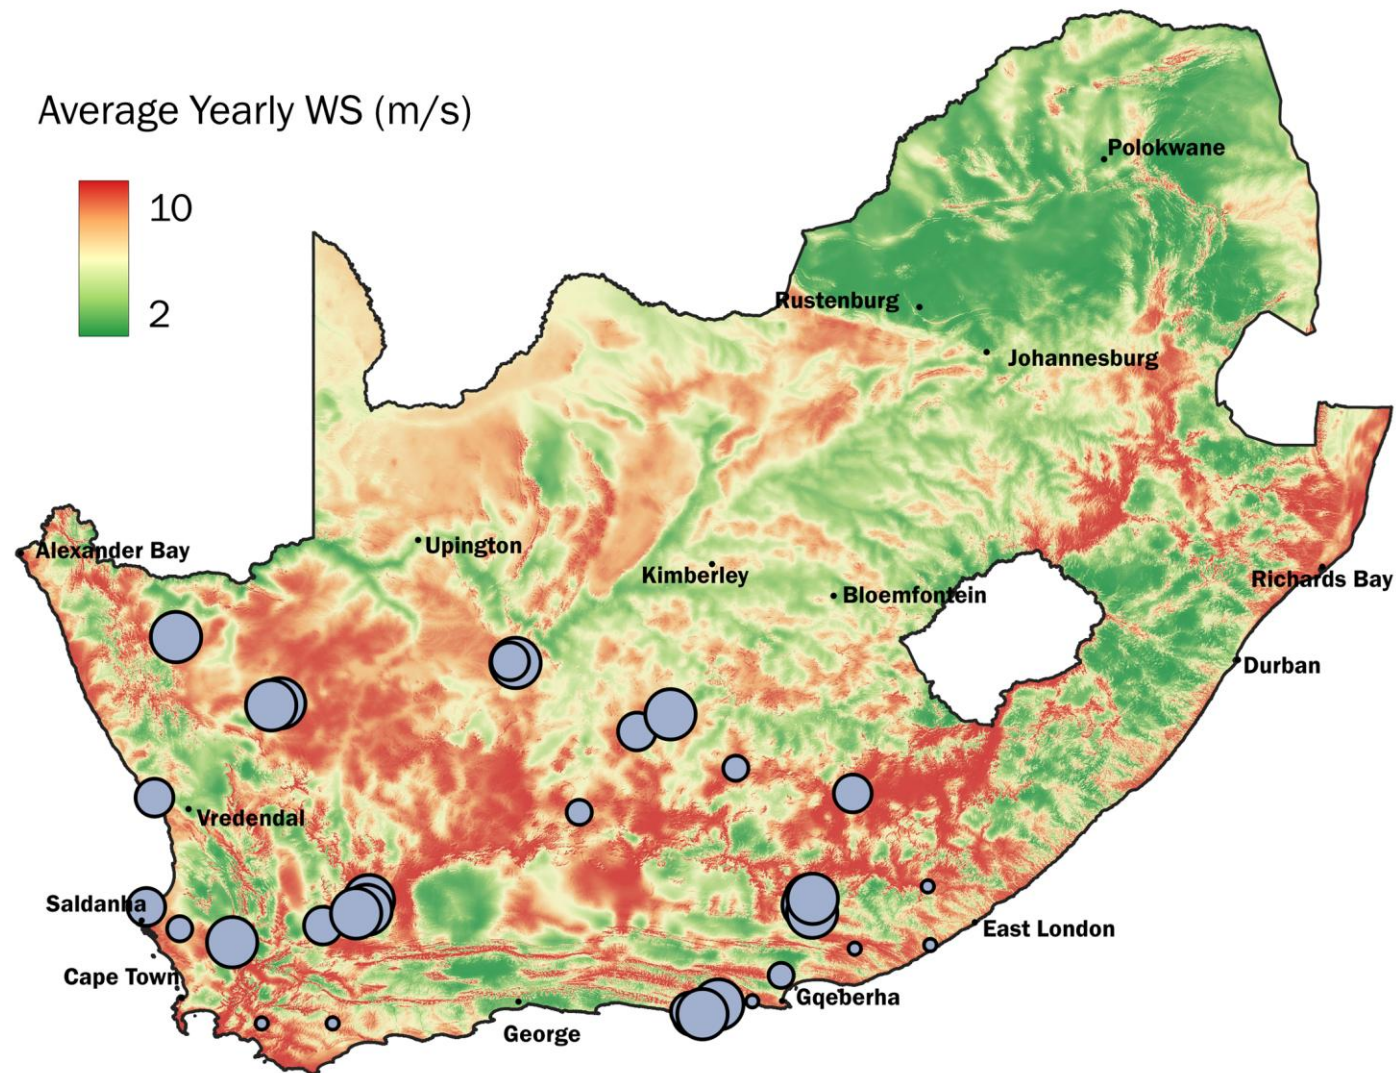 Average Yearly WS (m/s)
10
2
Polokwane
Rustenburg
Johannesburg
Alexander Bay
Upington
Kimberley
Bloemfontein
Richards Bay
Durban
Vredendal
Saldanha
East London
Cape Town
Gqeberha
George